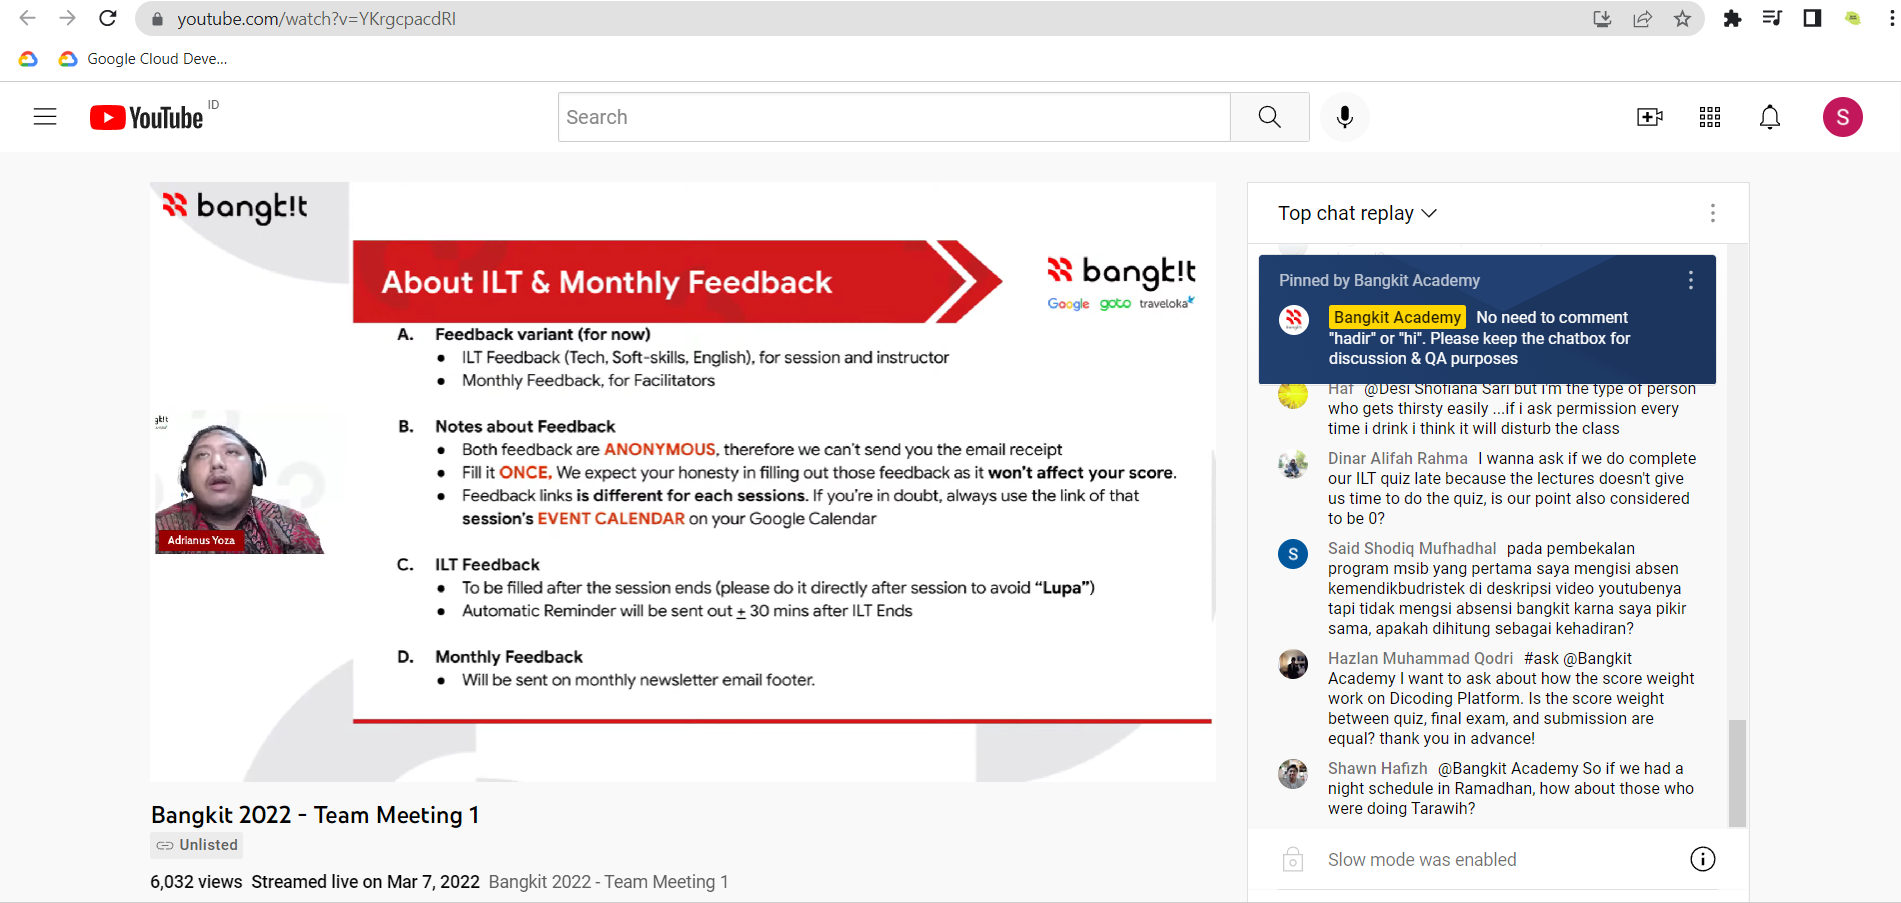 youtube.com/watch?v=YKrgcpacdRI
Google Cloud Deve...
YouTube ID
Search
S
bangk!t
About ILT & Monthly Feedback
bangk!t
Google goto traveloka
A. Feedback variant (for now)
● ILT Feedback (Tech, Soft-skills, English), for session and instructor
● Monthly Feedback, for Facilitators
B. Notes about Feedback
● Both feedback are ANONYMOUS, therefore we can't send you the email receipt
● Fill it ONCE, We expect your honesty in filling out those feedback as it won't affect your score.
● Feedback links is different for each sessions. If you're in doubt, always use the link of that
session's EVENT CALENDAR on your Google Calendar
C. ILT Feedback
● To be filled after the session ends (please do it directly after session to avoid "Lupa")
● Automatic Reminder will be sent out ± 30 mins after ILT Ends
D. Monthly Feedback
● Will be sent on monthly newsletter email footer.
Adrianus Yoza
Bangkit 2022 - Team Meeting 1
Unlisted
6,032 views Streamed live on Mar 7, 2022 Bangkit 2022 - Team Meeting 1
Top chat replay
Pinned by Bangkit Academy
Bangkit Academy No need to comment
"hadir" or "hi". Please keep the chatbox for
discussion & QA purposes
Haf @Desi Shofiana Sari but i'm the type of person
who gets thirsty easily ...if i ask permission every
time i drink i think it will disturb the class
Dinar Alifah Rahma I wanna ask if we do complete
our ILT quiz late because the lectures doesn't give
us time to do the quiz, is our point also considered
to be 0?
S
Said Shodiq Mufhadhal pada pembekalan
program msib yang pertama saya mengisi absen
kemendikbudristek di deskripsi video youtubenya
tapi tidak mengsi absensi bangkit karna saya pikir
sama, apakah dihitung sebagai kehadiran?
Hazlan Muhammad Qodri #ask @Bangkit
Academy I want to ask about how the score weight
work on Dicoding Platform. Is the score weight
between quiz, final exam, and submission are
equal? thank you in advance!
Shawn Hafizh @Bangkit Academy So if we had a
night schedule in Ramadhan, how about those who
were doing Tarawih?
Slow mode was enabled